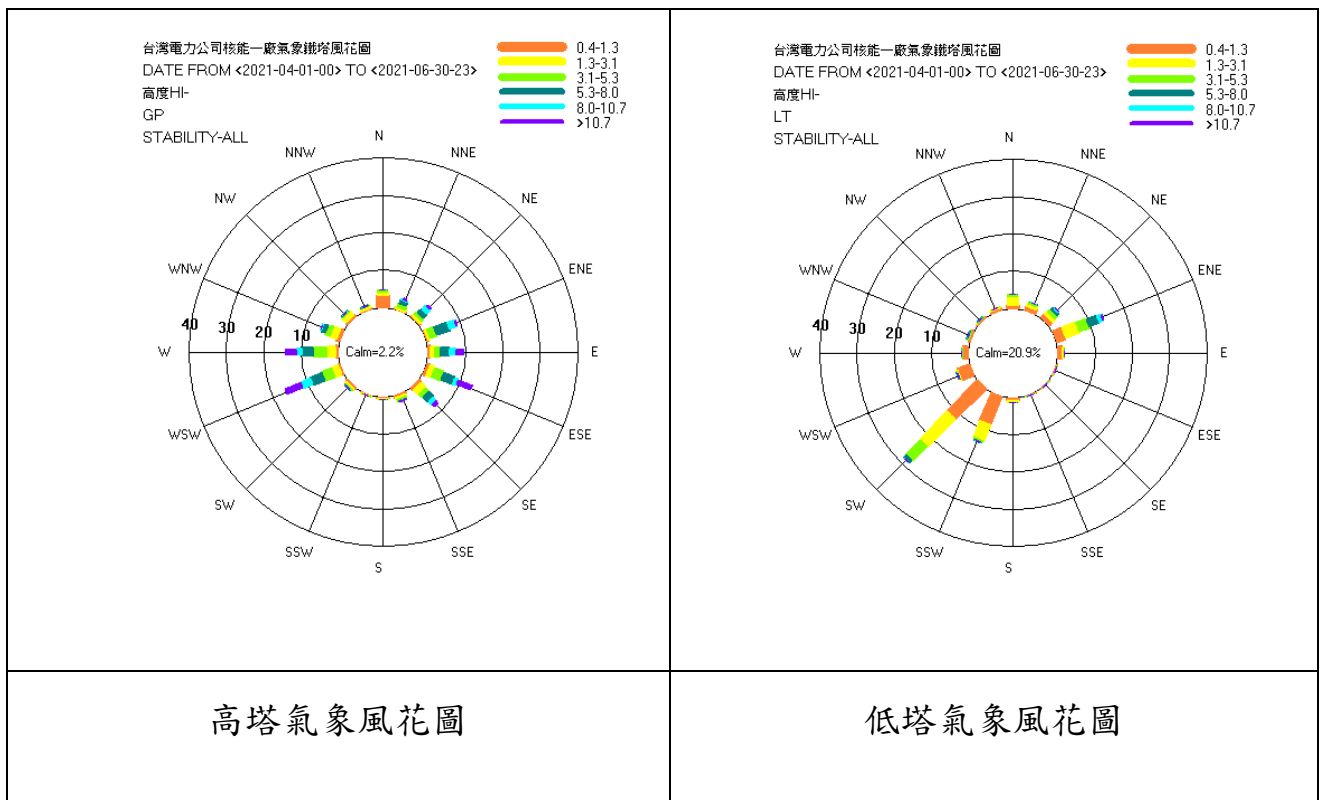 台灣電力公司核能一廠氣象鐵塔風花圖
DATE FROM <2021-04-01-00> TO <2021-06-30-23>
高度HI-
GP
STABILITY-ALL
0.4-1.3
1.3-3.1
3.1-5.3
5.3-8.0
8.0-10.7
>10.7
N
NNE
NE
ENE
E
ESE
SE
SSE
S
SSW
SW
WSW
W
WNW
NW
NNW
40 30 20 10
Calm=2.2%
高塔氣象風花圖
台灣電力公司核能一廠氣象鐵塔風花圖
DATE FROM <2021-04-01-00> TO <2021-06-30-23>
高度HI-
LT
STABILITY-ALL
0.4-1.3
1.3-3.1
3.1-5.3
5.3-8.0
8.0-10.7
>10.7
N
NNE
NE
ENE
E
ESE
SE
SSE
S
SSW
SW
WSW
W
WNW
NW
NNW
40 30 20 10
Calm=20.9%
低塔氣象風花圖